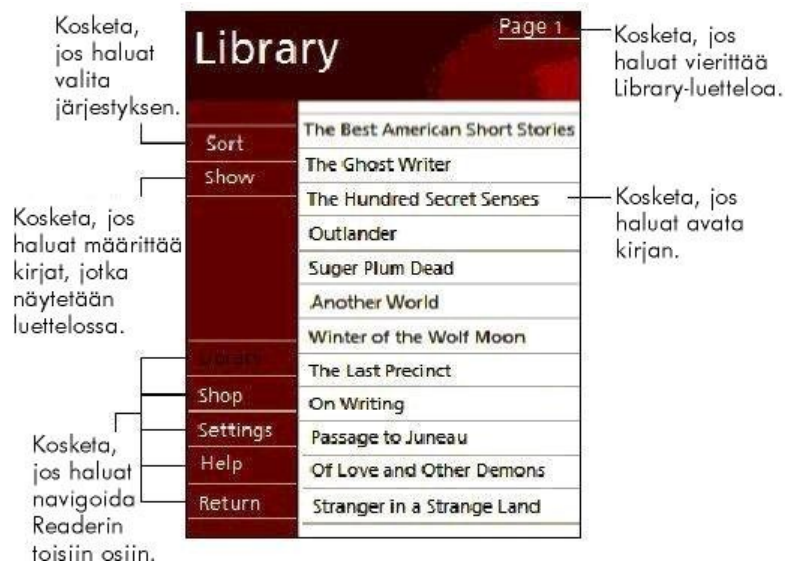 Kosketa,
jos haluat
valita
järjestyksen.
Library
Page 1
Kosketa, jos
haluat vierittää
Library-luetteloa.
Sort
Show
Kosketa, jos
haluat määrittää
kirjat, jotka
näytetään
luettelossa.
The Best American Short Stories
The Ghost Writer
The Hundred Secret Senses
Outlander
Suger Plum Dead
Another World
Winter of the Wolf Moon
The Last Precinct
On Writing
Passage to Juneau
Of Love and Other Demons
Stranger in a Strange Land
Kosketa, jos
haluat avata
kirjan.
Library
Shop
Settings
Help
Return
Kosketa,
jos haluat
navigoida
Readerin
toisiin osiin.